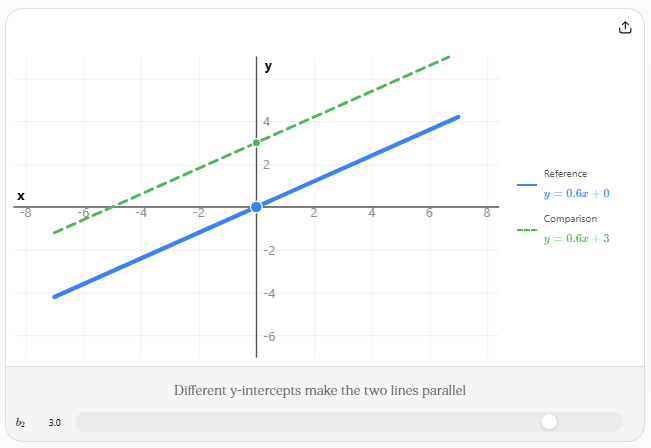 y
4
2
x
-8 -6 -4 -2 2 4 6 8
-2
-4
-6
Reference
y = 0.6x + 0
Comparison
y = 0.6x + 3
Different y-intercepts make the two lines parallel
b₂ 3.0